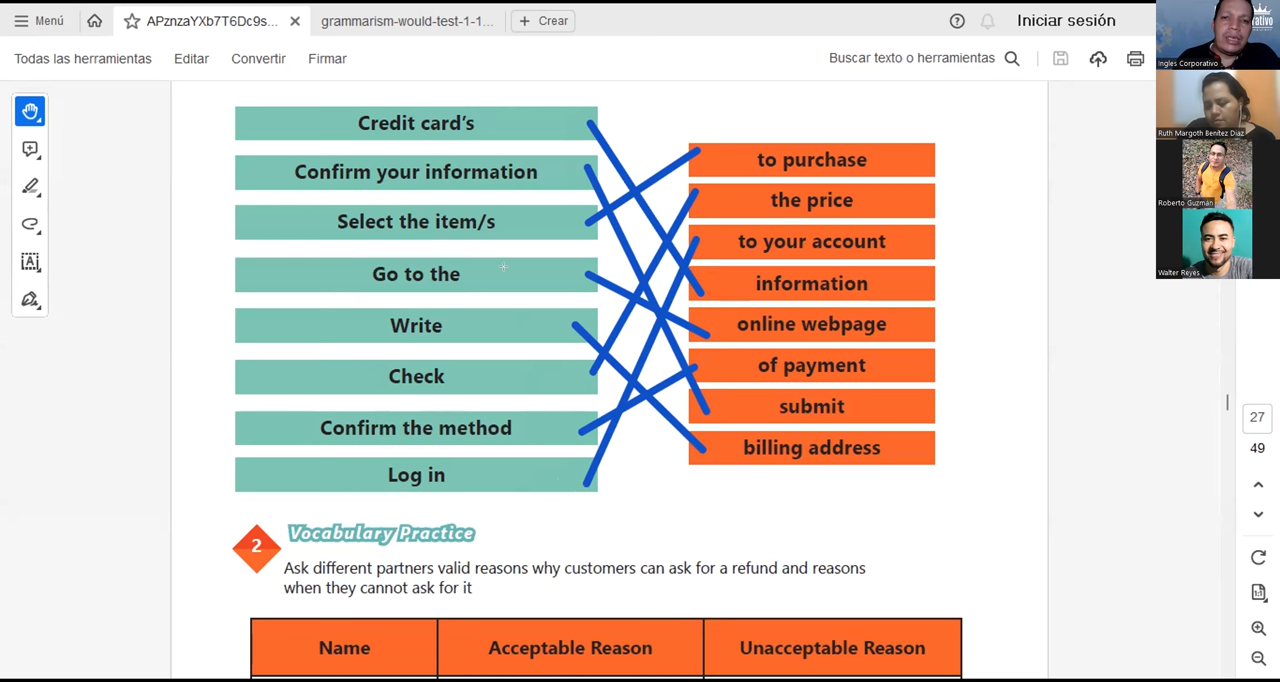 Menú
APznzaYXb7T6Dc9s...
grammarism-would-test-1-1...
Crear
Iniciar sesión
Todas las herramientas
Editar
Convertir
Firmar
Buscar texto o herramientas
Credit card's
Confirm your information
Select the item/s
Go to the
Write
Check
Confirm the method
Log in
to purchase
the price
to your account
information
online webpage
of payment
submit
billing address
2
Vocabulary Practice
Ask different partners valid reasons why customers can ask for a refund and reasons
when they cannot ask for it
Name
Acceptable Reason
Unacceptable Reason
Ingles Corporativo
Ruth Margoth Benítez Diaz
Roberto Guzmán
Walter Reyes
27
49